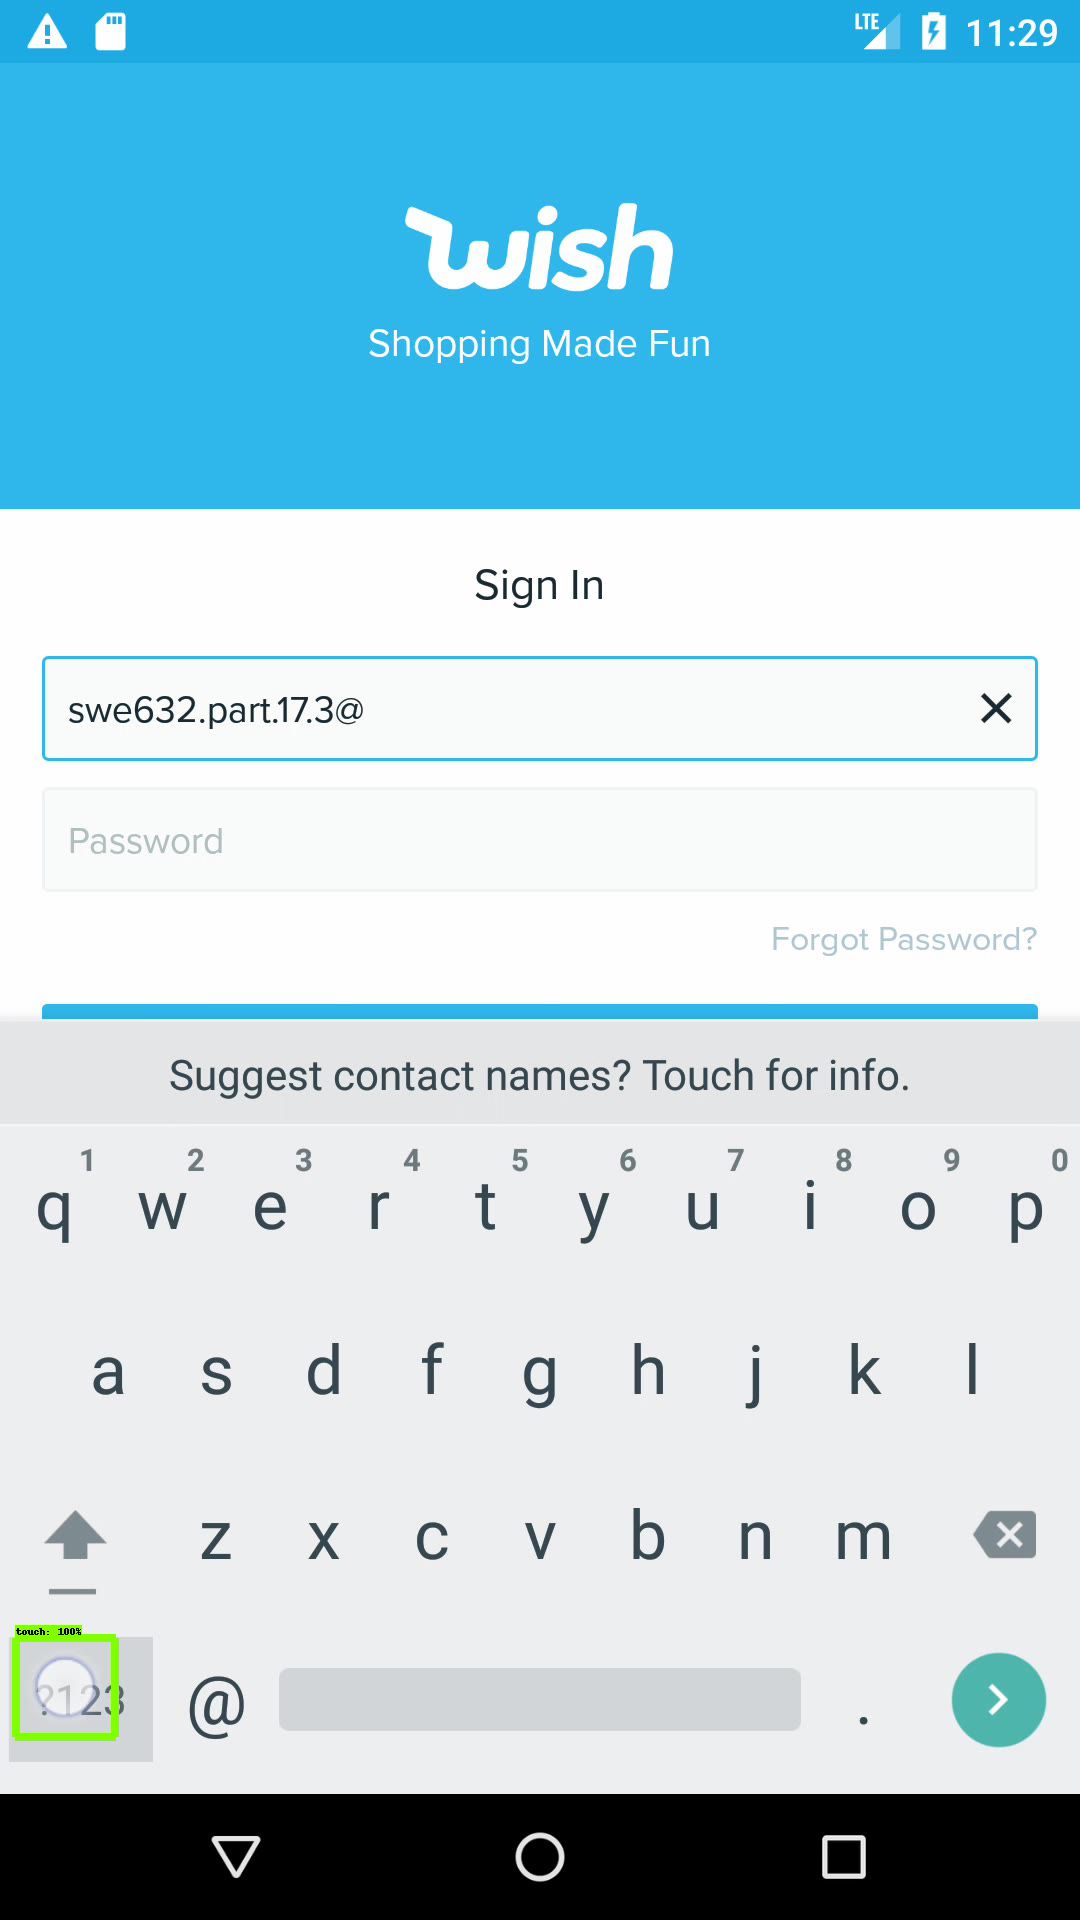 LTE 11:29
wish
Shopping Made Fun
Sign In
swe632.part.17.3@
Password
Forgot Password?
Suggest contact names? Touch for info.
1 2 3 4 5 6 7 8 9 0
q w e r t y u i o p
a s d f g h j k l
z x c v b n m
touch: 100%
?123 @ .